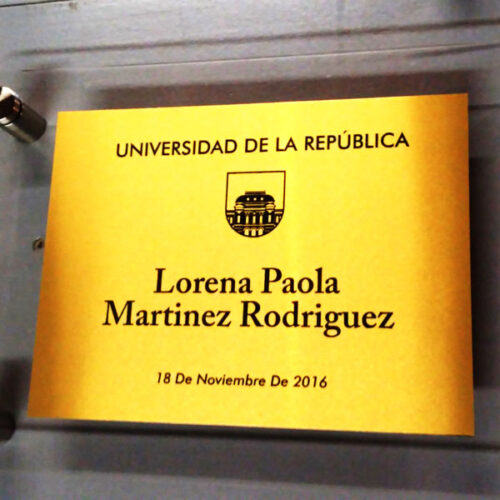 UNIVERSIDAD DE LA REPÚBLICA
Lorena Paola
Martinez Rodriguez
18 De Noviembre De 2016